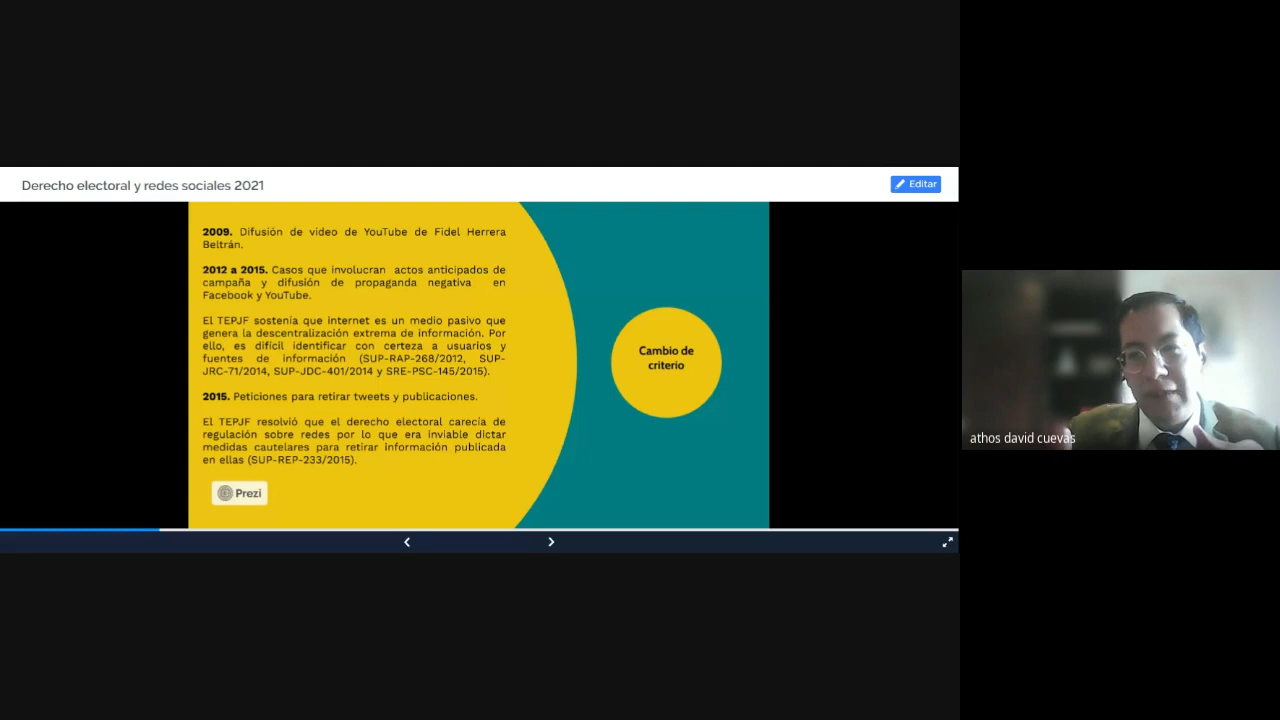 Derecho electoral y redes sociales 2021
Editar
2009. Difusión de video de YouTube de Fidel Herrera
Beltrán.
2012 a 2015. Casos que involucran actos anticipados de
campaña y difusión de propaganda negativa en
Facebook y YouTube.
El TEPJF sostenía que internet es un medio pasivo que
genera la descentralización extrema de información. Por
ello, es difícil identificar con certeza a usuarios y
fuentes de información (SUP-RAP-268/2012, SUP-
JRC-71/2014, SUP-JDC-401/2014 y SRE-PSC-145/2015).
2015. Peticiones para retirar tweets y publicaciones.
El TEPJF resolvió que el derecho electoral carecía de
regulación sobre redes por lo que era inviable dictar
medidas cautelares para retirar información publicada
en ellas (SUP-REP-233/2015).
Prezi
Cambio de
criterio
athos david cuevas